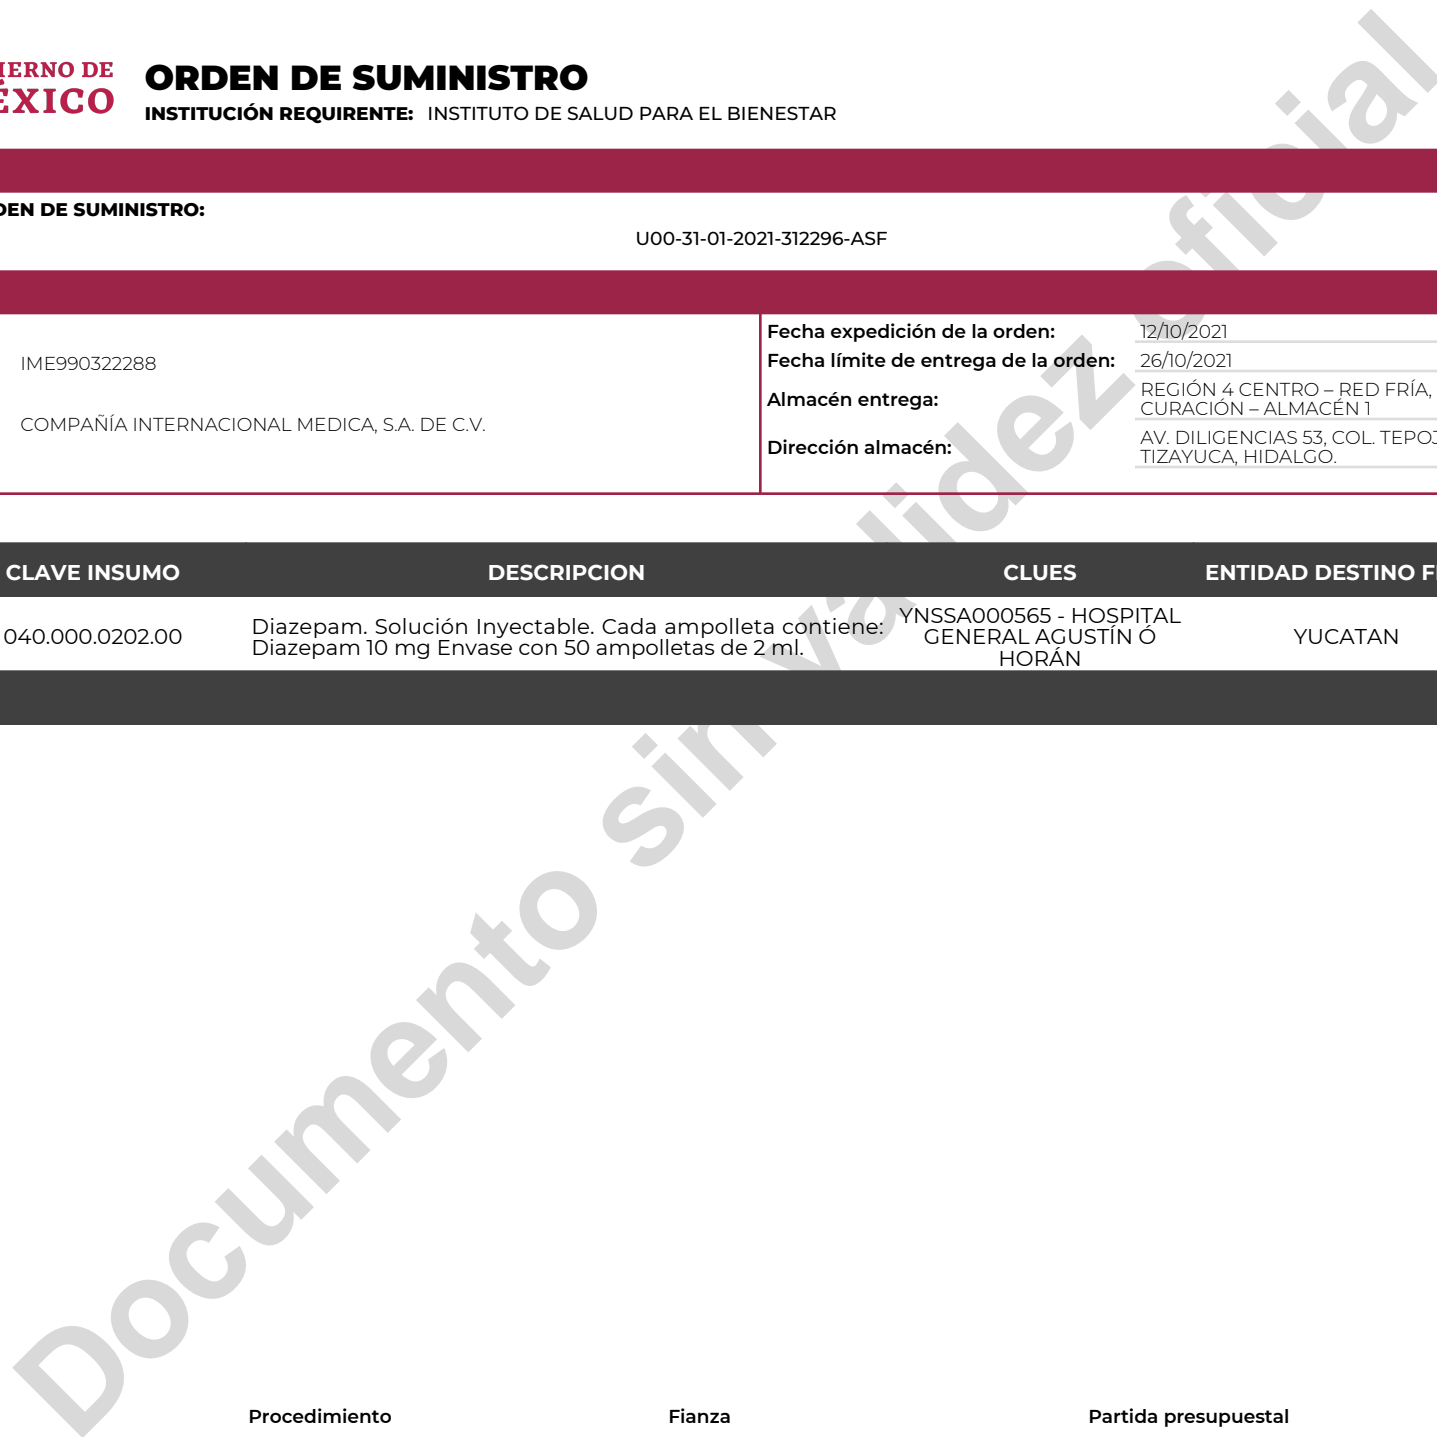 IERNO DE
ÉXICO
ORDEN DE SUMINISTRO
INSTITUCIÓN REQUIRENTE: INSTITUTO DE SALUD PARA EL BIENESTAR
DEN DE SUMINISTRO:
U00-31-01-2021-312296-ASF
IME990322288
COMPAÑÍA INTERNACIONAL MEDICA, S.A. DE C.V.
Fecha expedición de la orden: 12/10/2021
Fecha límite de entrega de la orden: 26/10/2021
Almacén entrega: REGIÓN 4 CENTRO – RED FRÍA,
CURACIÓN – ALMACÉN 1
Dirección almacén: AV. DILIGENCIAS 53, COL. TEPOJ
TIZAYUCA, HIDALGO.
CLAVE INSUMO DESCRIPCION CLUES ENTIDAD DESTINO F
040.000.0202.00
Diazepam. Solución Inyectable. Cada ampolleta contiene:
Diazepam 10 mg Envase con 50 ampolletas de 2 ml.
YNSSA000565 - HOSPITAL
GENERAL AGUSTÍN Ó
HORÁN
YUCATAN
Documento sin validez oficial
Procedimiento Fianza Partida presupuestal